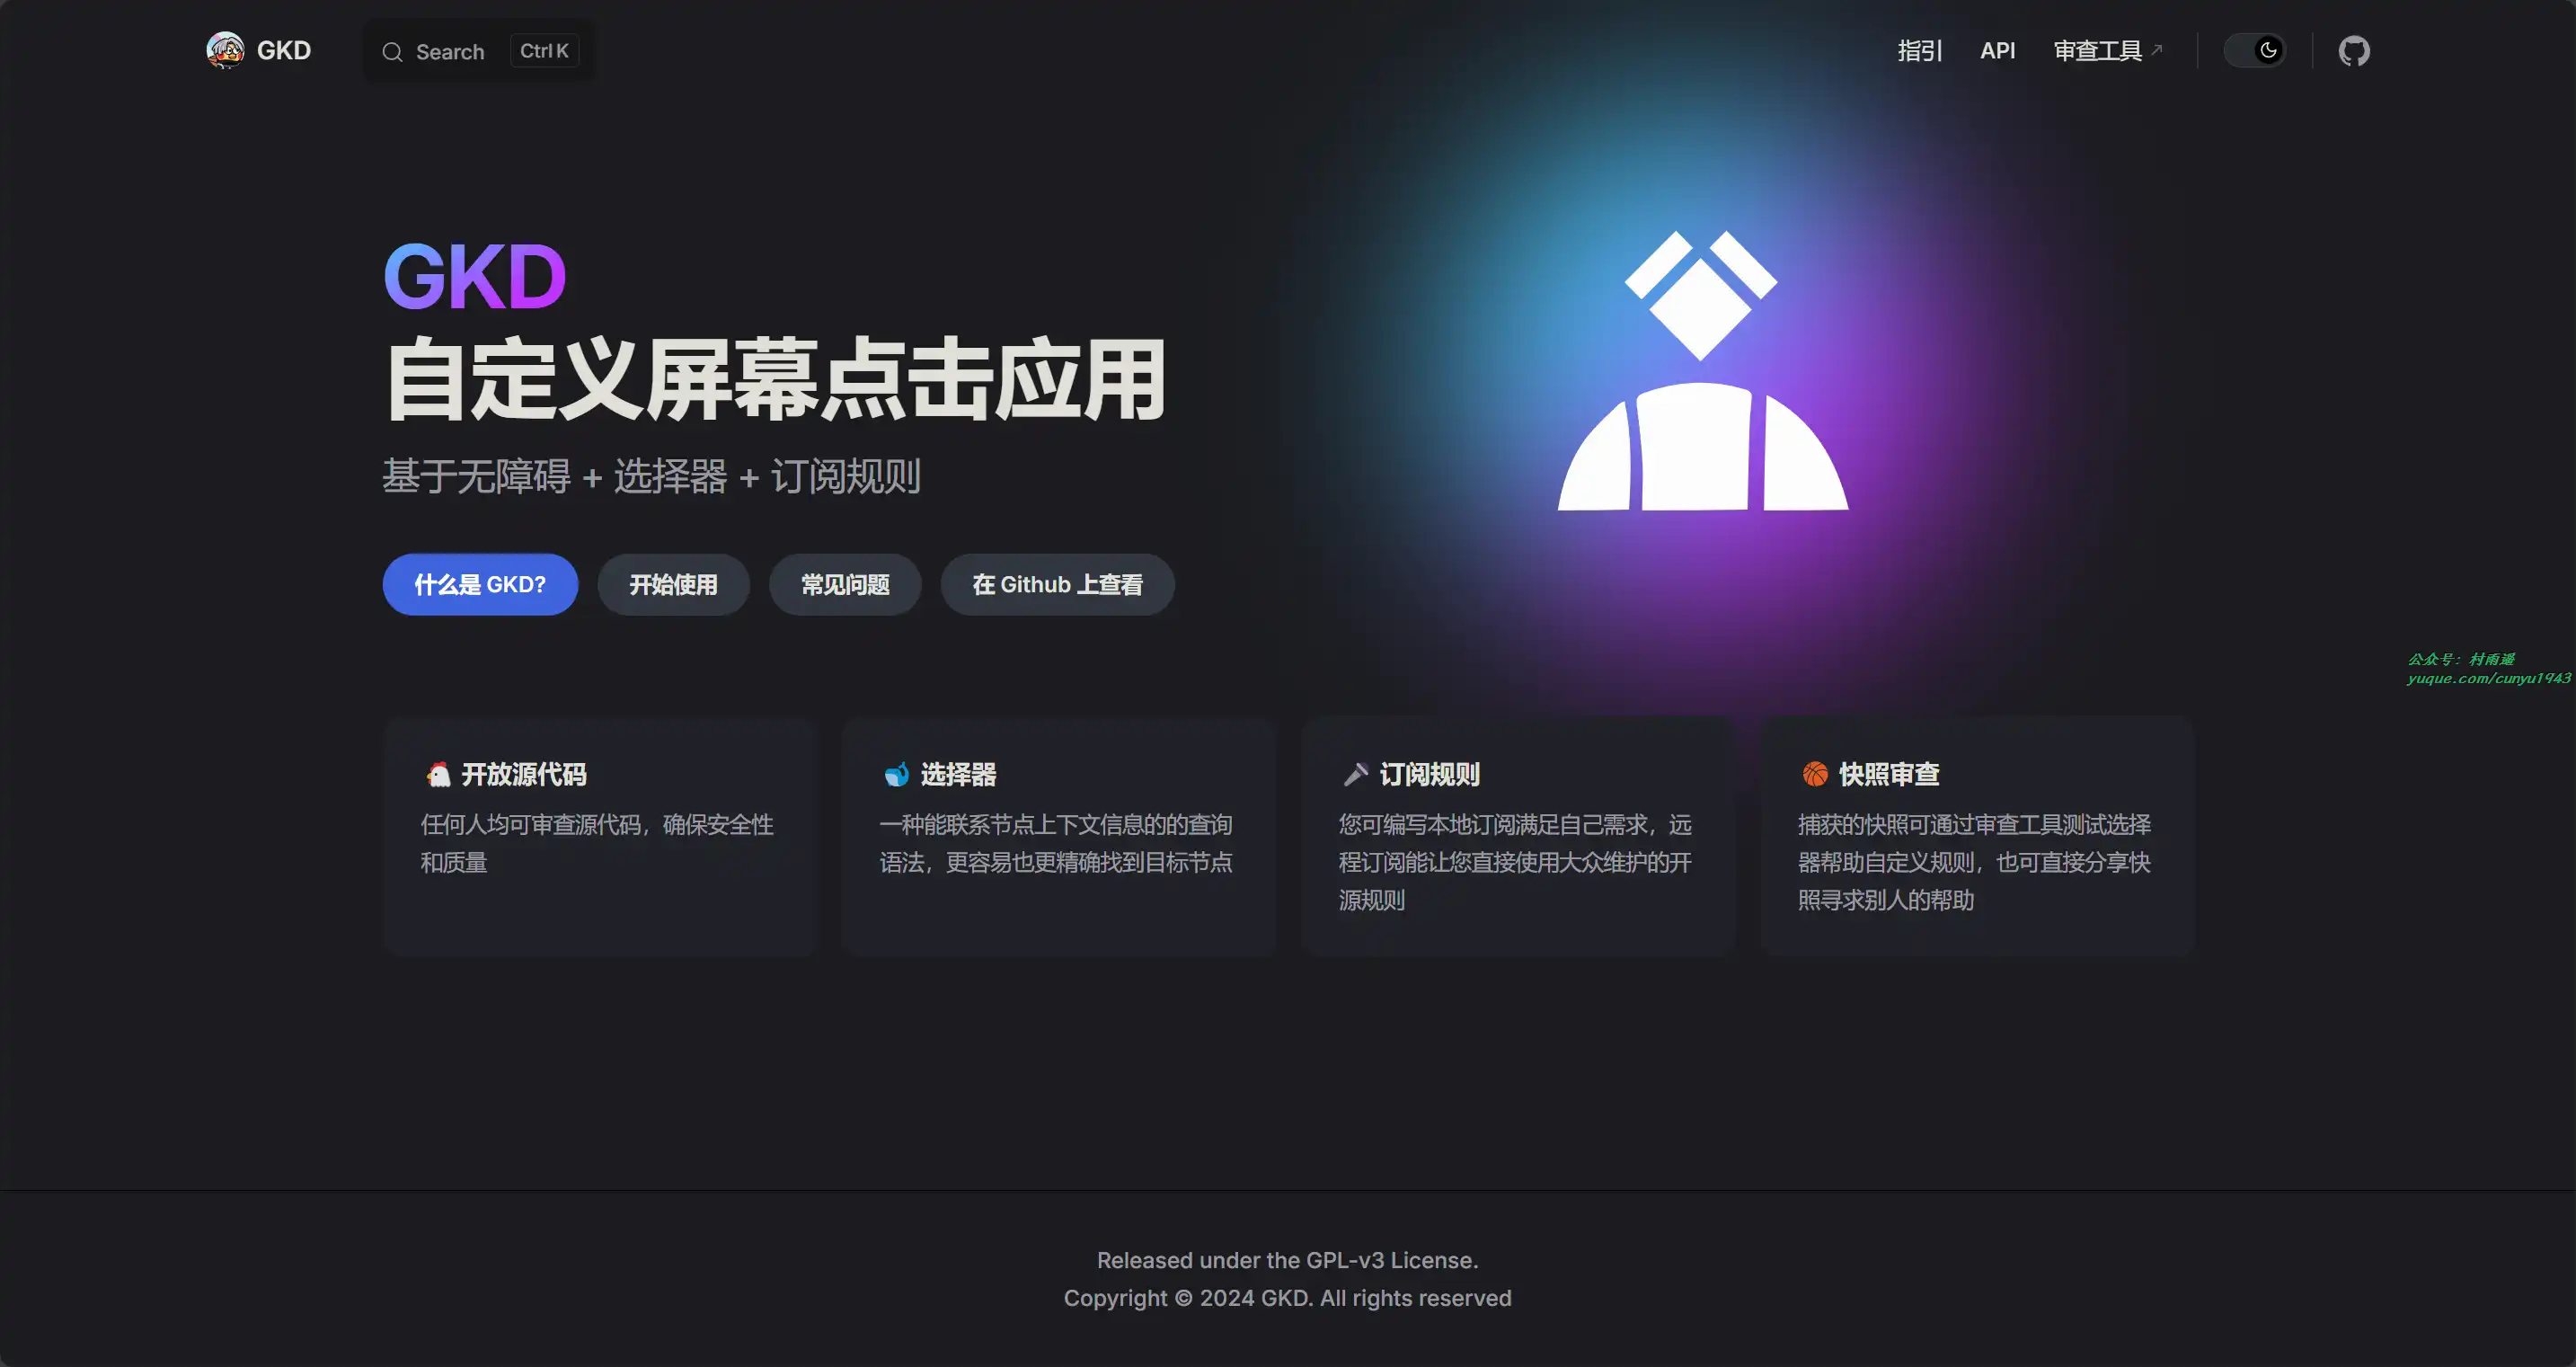 GKD
Search
Ctrl K
指引
API
审查工具
GKD
自定义屏幕点击应用
基于无障碍 + 选择器 + 订阅规则
什么是 GKD?
开始使用
常见问题
在 Github 上查看
公众号：村雨遥
yuque.com/cunyu1943
开放源代码
任何人均可审查源代码，确保安全性
和质量
选择器
一种能联系节点上下文信息的的查询
语法，更容易也更精确找到目标节点
订阅规则
您可编写本地订阅满足自己需求，远
程订阅能让您直接使用大众维护的开
源规则
快照审查
捕获的快照可通过审查工具测试选择
器帮助自定义规则，也可直接分享快
照寻求别人的帮助
Released under the GPL-v3 License.
Copyright © 2024 GKD. All rights reserved